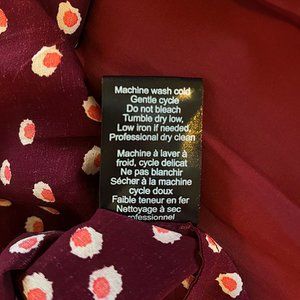 Machine wash cold
Gentle cycle
Do not bleach
Tumble dry low,
Low iron if needed,
Professional dry clean
Machine à laver à
froid, cycle delicat
Ne pas blanchir
Sécher à la machine
cycle doux
Faible teneur en fer
Nettoyage à sec
professionnel